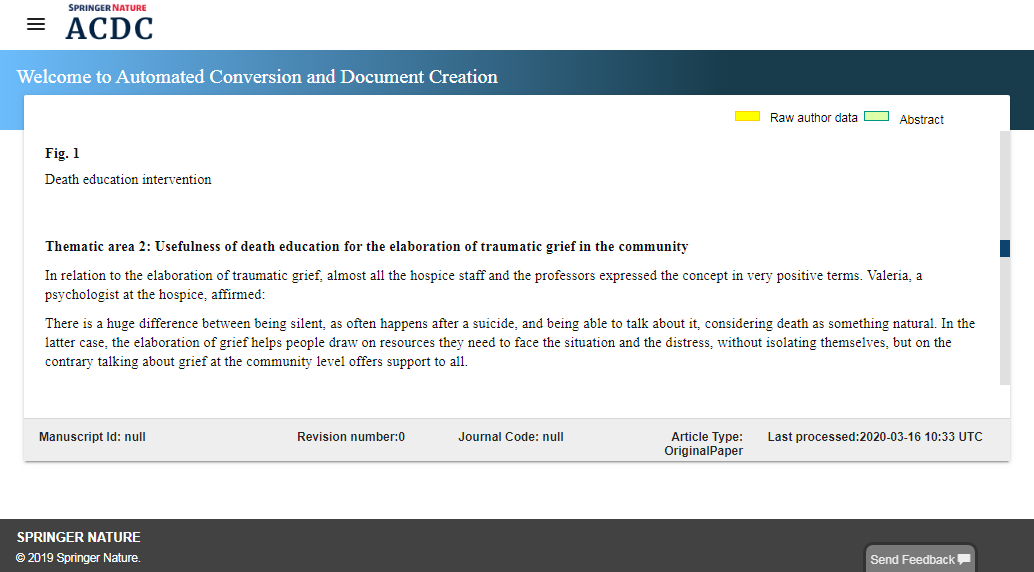 SPRINGER NATURE
ACDC
Welcome to Automated Conversion and Document Creation
Raw author data Abstract
Fig. 1
Death education intervention
Thematic area 2: Usefulness of death education for the elaboration of traumatic grief in the community
In relation to the elaboration of traumatic grief, almost all the hospice staff and the professors expressed the concept in very positive terms. Valeria, a
psychologist at the hospice, affirmed:
There is a huge difference between being silent, as often happens after a suicide, and being able to talk about it, considering death as something natural. In the
latter case, the elaboration of grief helps people draw on resources they need to face the situation and the distress, without isolating themselves, but on the
contrary talking about grief at the community level offers support to all.
Manuscript Id: null Revision number:0 Journal Code: null Article Type: Last processed:2020-03-16 10:33 UTC
OriginalPaper
SPRINGER NATURE
© 2019 Springer Nature.
Send Feedback